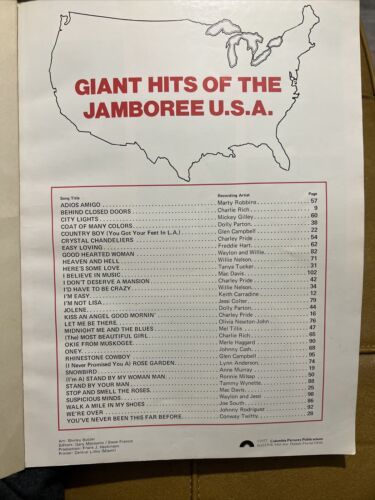 GIANT HITS OF THE
JAMBOREE U.S.A.
Song Title Recording Artist Page
ADIOS AMIGO Marty Robbins 57
BEHIND CLOSED DOORS Charlie Rich 9
CITY LIGHTS Mickey Gilley 60
COAT OF MANY COLORS Dolly Parton 38
COUNTRY BOY (You Got Your Feet In L.A.) Glen Campbell 22
CRYSTAL CHANDELIERS Charley Pride 54
EASY LOVING Freddie Hart 62
GOOD HEARTED WOMAN Waylon and Willie 82
HEAVEN AND HELL Willie Nelson 71
HERE'S SOME LOVE Tanya Tucker 31
I BELIEVE IN MUSIC Mac Davis 102
I DON'T DESERVE A MANSION Charley Pride 42
I'D HAVE TO BE CRAZY Willie Nelson 34
I'M EASY Keith Carradine 12
I'M NOT LISA Jessi Colter 79
JOLENE Dolly Parton 44
KISS AN ANGEL GOOD MORNIN' Charley Pride 16
LET ME BE THERE Olivia Newton-John 76
MIDNIGHT ME AND THE BLUES Mel Tillis 47
(The) MOST BEAUTIFUL GIRL Charlie Rich 65
OKIE FROM MUSKOGEE Merle Haggard 90
ONEY Johnny Cash 68
RHINESTONE COWBOY Glen Campbell 95
(I Never Promised You A) ROSE GARDEN Lynn Anderson 74
SNOWBIRD Anne Murray 19
(I'm A) STAND BY MY WOMAN MAN Ronnie Milsap 50
STAND BY YOUR MAN Tammy Wynette 88
STOP AND SMELL THE ROSES Mac Davis 25
SUSPICIOUS MINDS Waylon and Jessi 98
WALK A MILE IN MY SHOES Joe South 86
WE'RE OVER Johnny Rodriguez 92
YOU'VE NEVER BEEN THIS FAR BEFORE Conway Twitty 28
Printer: Central Litho (Miami)
Columbia Pictures Publications